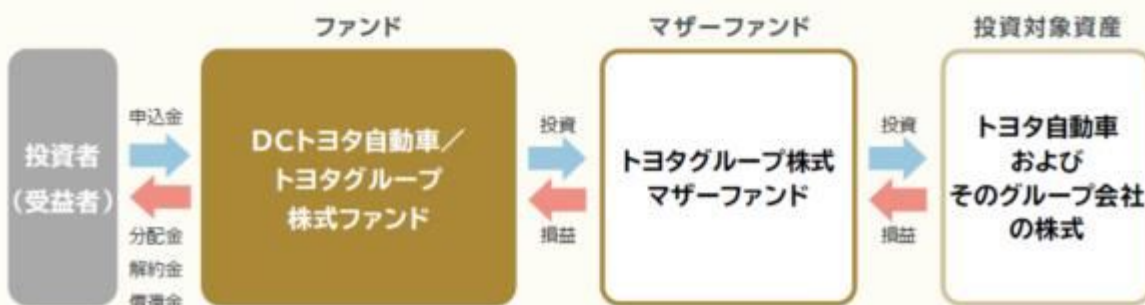 ファンド
マザーファンド
投資対象資産
投資者
（受益者）
申込金
分配金
解約金
償還金
DCトヨタ自動車／
トヨタグループ
株式ファンド
投資
損益
トヨタグループ株式
マザーファンド
投資
損益
トヨタ自動車
および
そのグループ会社
の株式